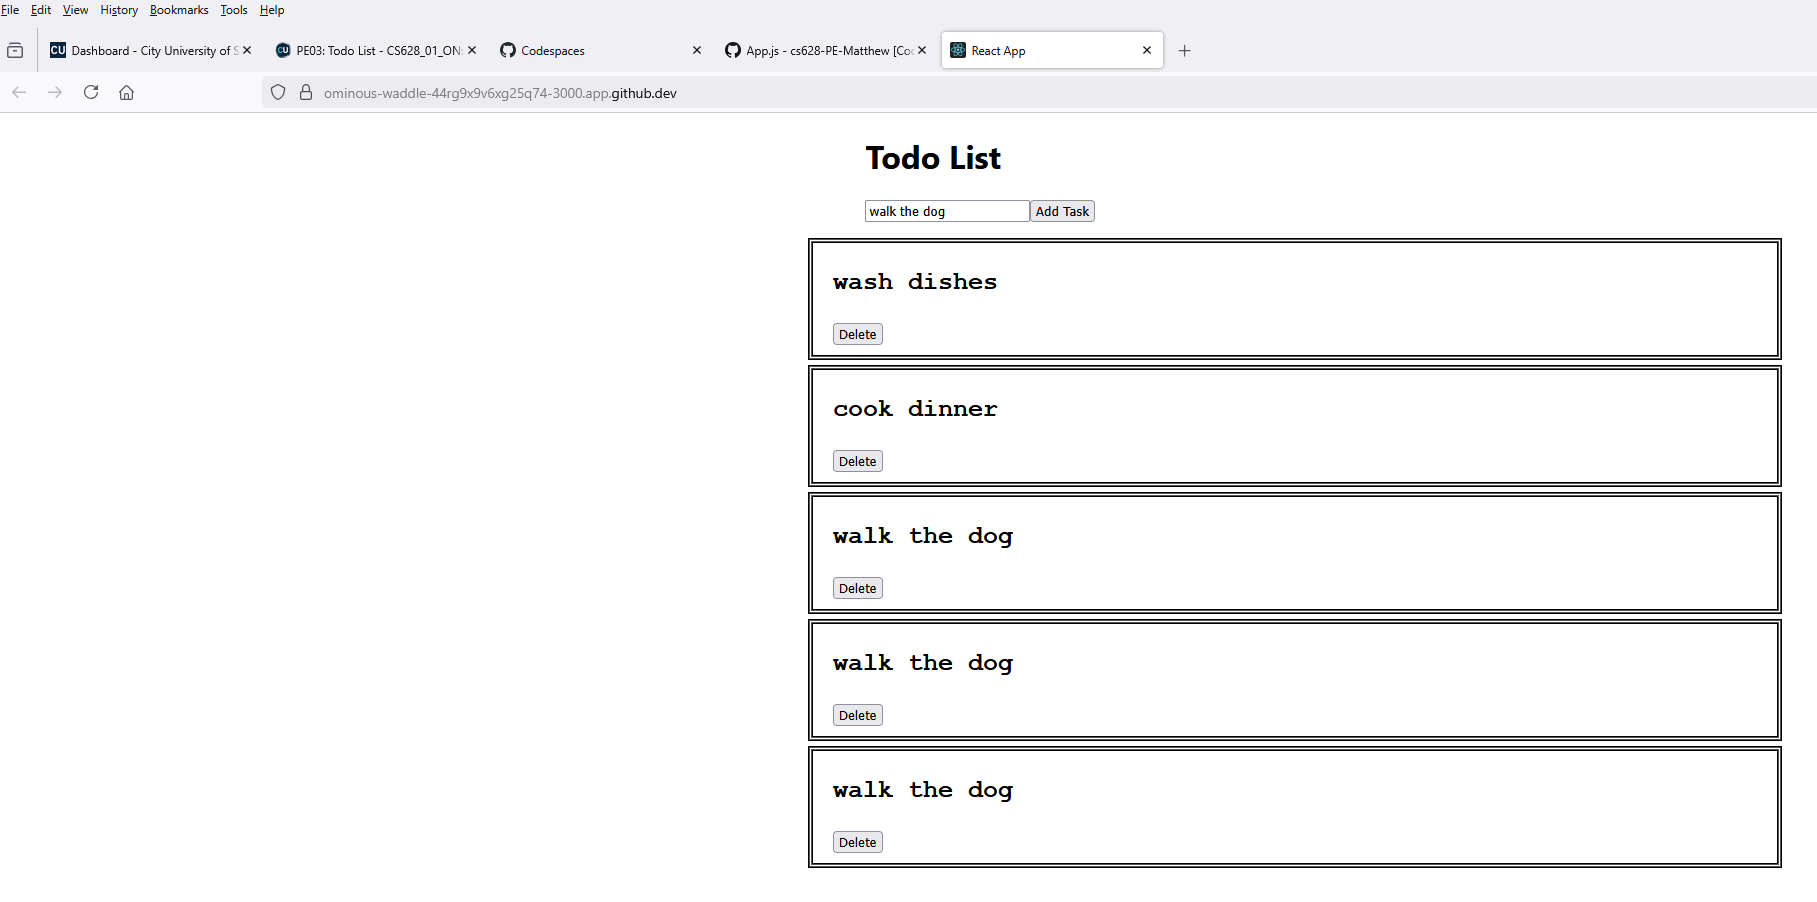 File Edit View History Bookmarks Tools Help
Dashboard - City University of S PE03: Todo List - CS628_01_ON: Codespaces App.js - cs628-PE-Matthew [Co React App
ominous-waddle-44rg9x9v6xg25q74-3000.app.github.dev
Todo List
walk the dog Add Task
wash dishes
Delete
cook dinner
Delete
walk the dog
Delete
walk the dog
Delete
walk the dog
Delete